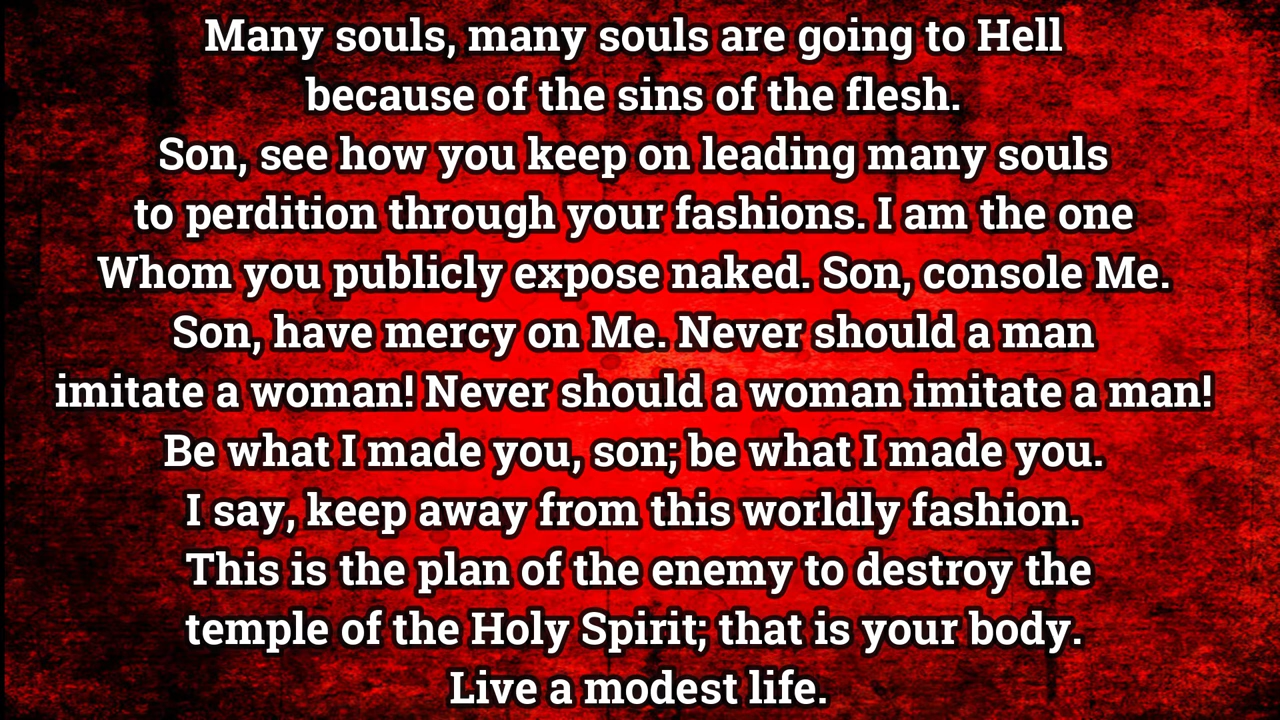 Many souls, many souls are going to Hell
because of the sins of the flesh.
Son, see how you keep on leading many souls
to perdition through your fashions. I am the one
Whom you publicly expose naked. Son, console Me.
Son, have mercy on Me. Never should a man
imitate a woman! Never should a woman imitate a man!
Be what I made you, son; be what I made you.
I say, keep away from this worldly fashion.
This is the plan of the enemy to destroy the
temple of the Holy Spirit; that is your body.
Live a modest life.